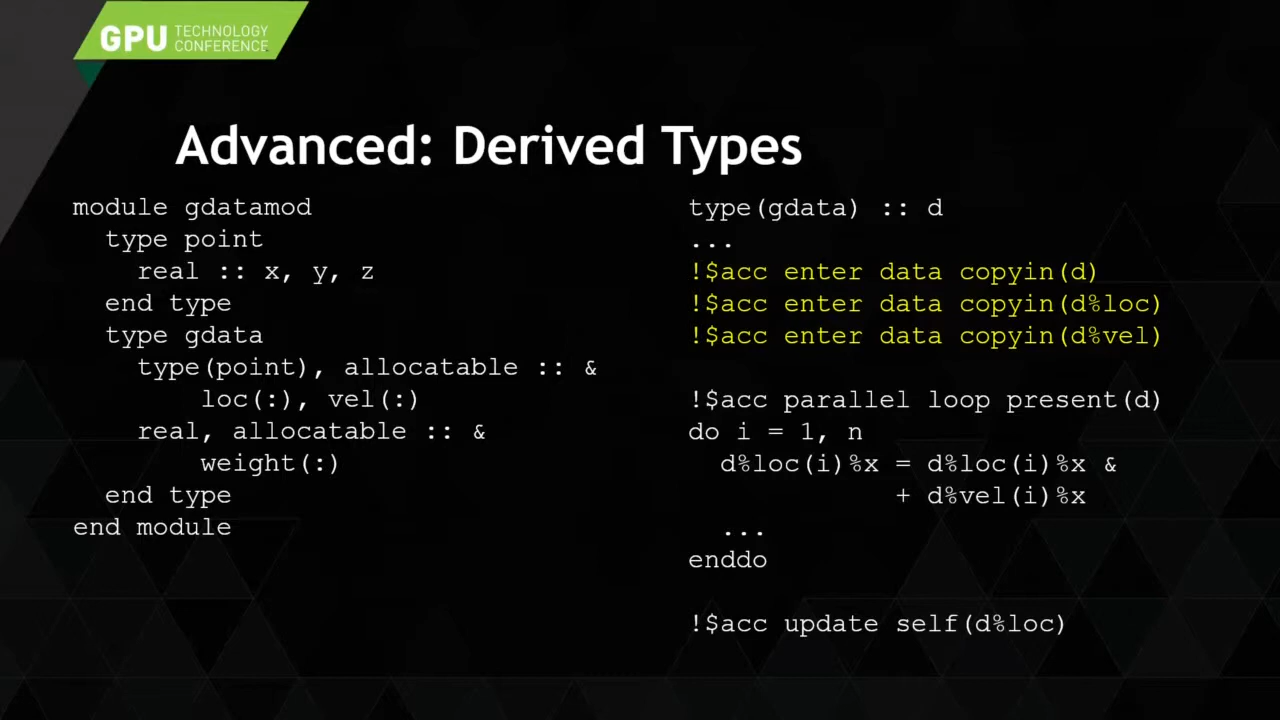 GPU TECHNOLOGY
CONFERENCE
Advanced: Derived Types
module gdatamod
  type point
    real :: x, y, z
  end type
  type gdata
    type(point), allocatable :: &
        loc(:), vel(:)
    real, allocatable :: &
        weight(:)
  end type
end module
type(gdata) :: d
...
!$acc enter data copyin(d)
!$acc enter data copyin(d%loc)
!$acc enter data copyin(d%vel)
!$acc parallel loop present(d)
do i = 1, n
  d%loc(i)%x = d%loc(i)%x &
             + d%vel(i)%x
  ...
enddo
!$acc update self(d%loc)